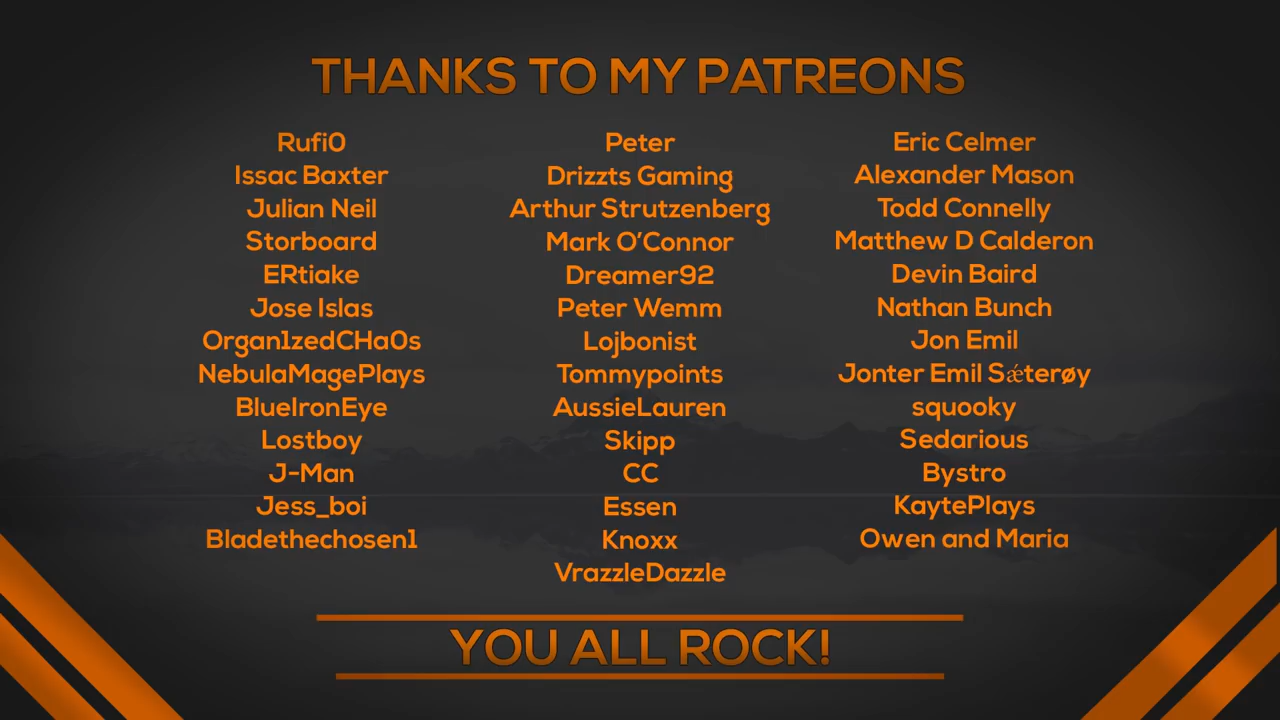 THANKS TO MY PATREONS
Rufi0
Issac Baxter
Julian Neil
Storboard
ERtiake
Jose Islas
Organ1zedCHa0s
NebulaMagePlays
BlueIronEye
Lostboy
J-Man
Jess_boi
Bladethechosen1
Peter
Drizzts Gaming
Arthur Strutzenberg
Mark O’Connor
Dreamer92
Peter Wemm
Lojbonist
Tommypoints
AussieLauren
Skipp
CC
Essen
Knoxx
VrazzleDazzle
Eric Celmer
Alexander Mason
Todd Connelly
Matthew D Calderon
Devin Baird
Nathan Bunch
Jon Emil
Jonter Emil Sǽterøy
squooky
Sedarious
Bystro
KaytePlays
Owen and Maria
YOU ALL ROCK!